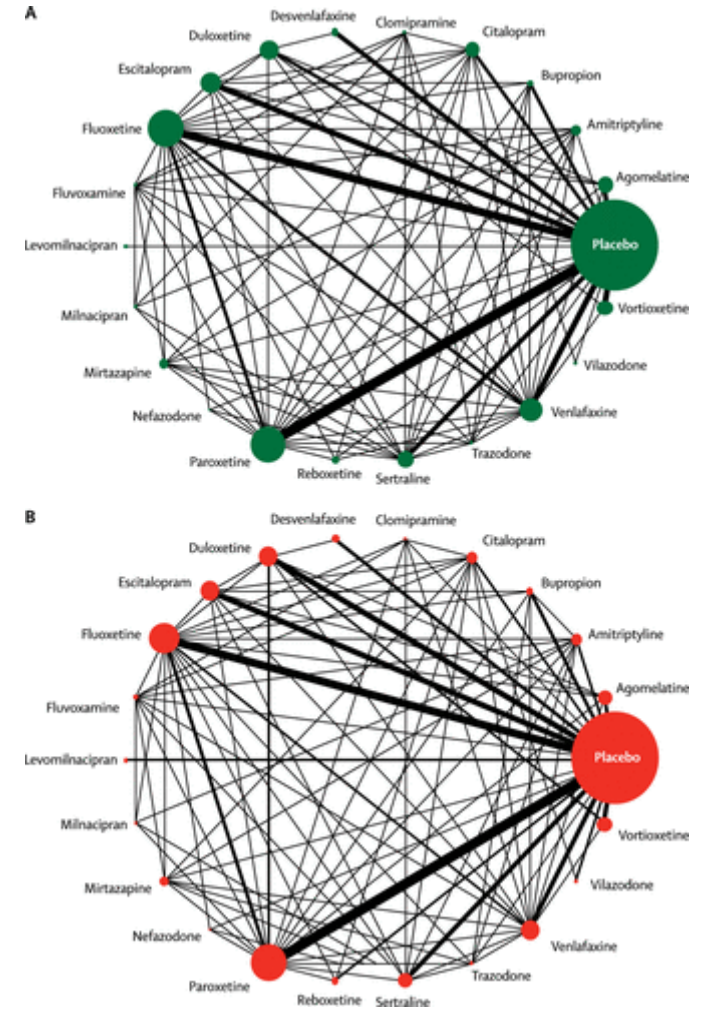 A
Desvenlafaxine
Clomipramine
Duloxetine
Citalopram
Escitalopram
Bupropion
Fluoxetine
Amitriptyline
Agomelatine
Fluvoxamine
Levomilnacipran
Placebo
Milnacipran
Vortioxetine
Mirtazapine
Vilazodone
Nefazodone
Venlafaxine
Paroxetine
Trazodone
Reboxetine
Sertraline
B
Desvenlafaxine
Clomipramine
Duloxetine
Citalopram
Escitalopram
Bupropion
Fluoxetine
Amitriptyline
Agomelatine
Fluvoxamine
Levomilnacipran
Placebo
Milnacipran
Vortioxetine
Mirtazapine
Vilazodone
Nefazodone
Venlafaxine
Paroxetine
Trazodone
Reboxetine
Sertraline